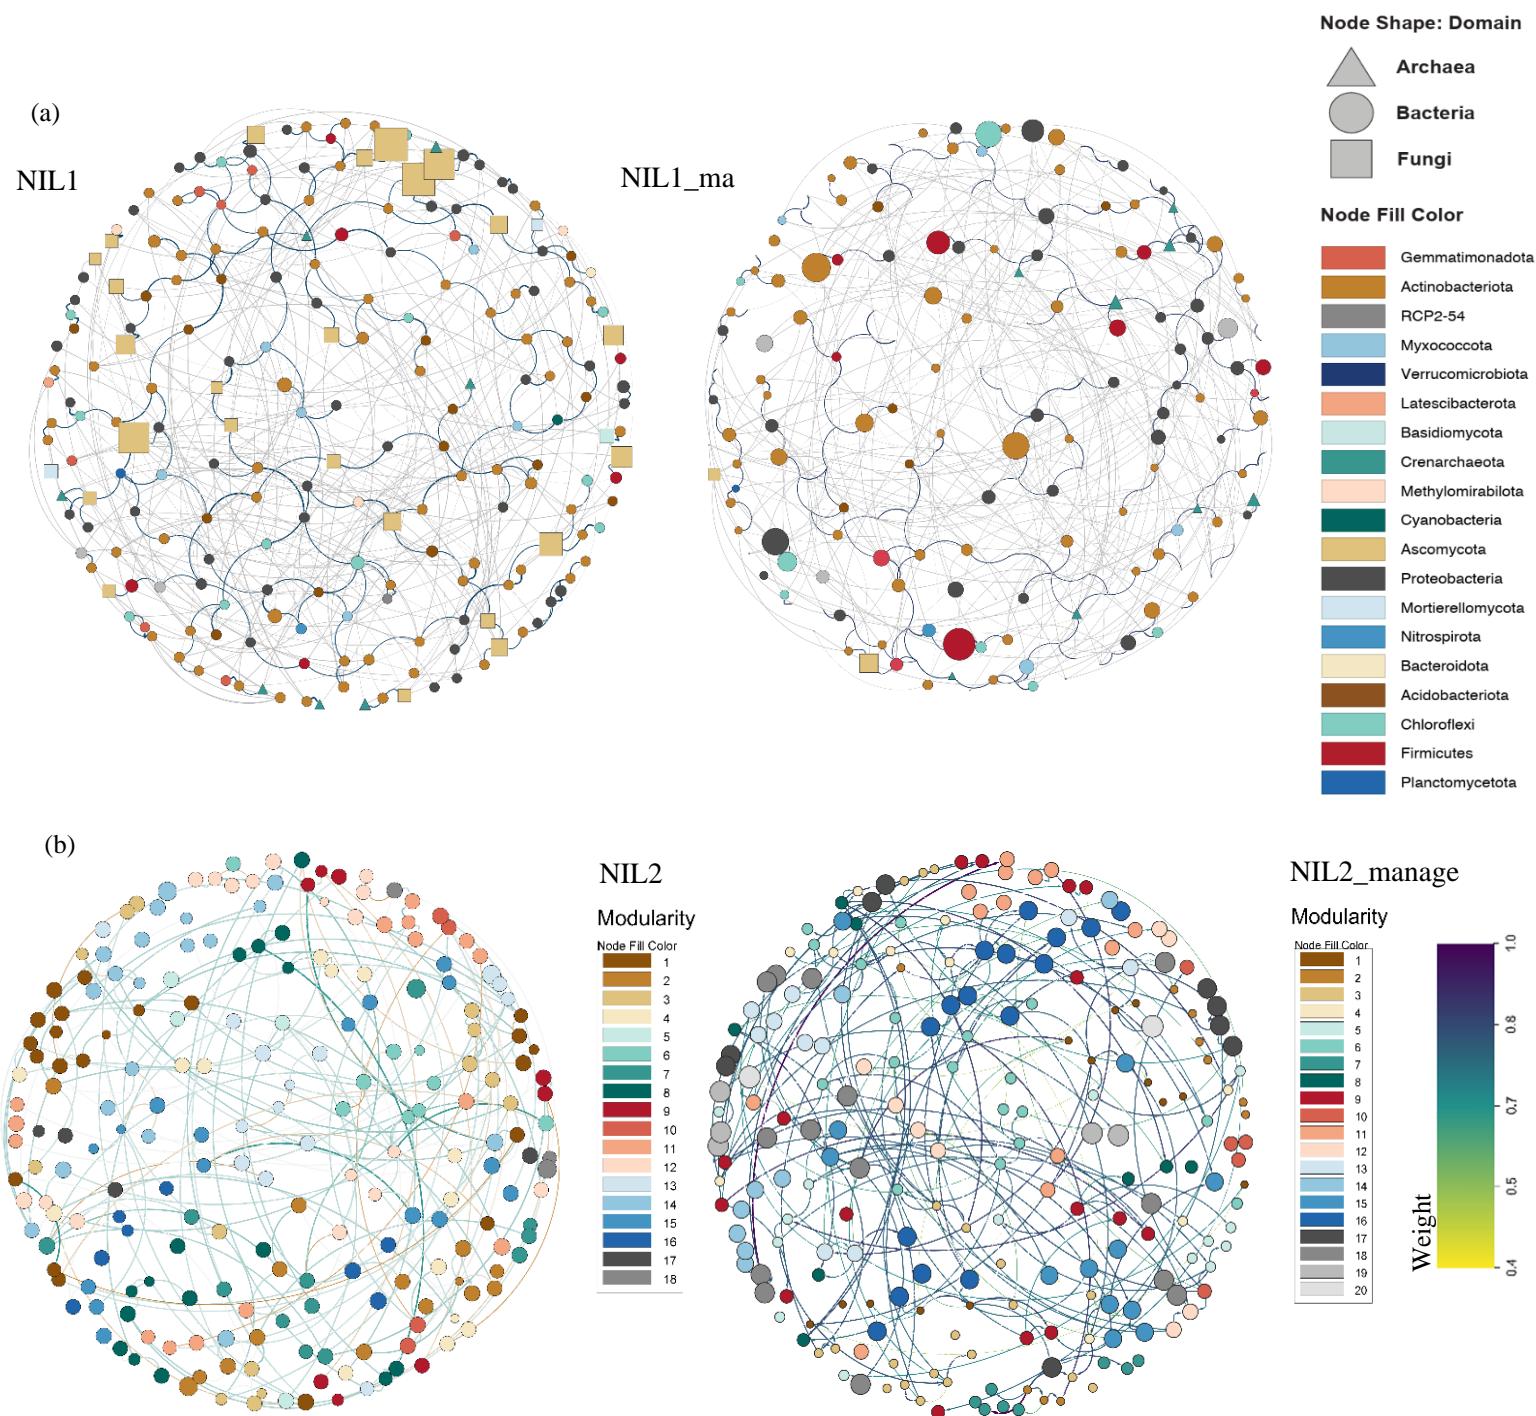 Node Shape: Domain
Archaea
Bacteria
Fungi
(a)
NIL1
NIL1_ma
Node Fill Color
Gemmatimonadota
Actinobacteriota
RCP2-54
Myxococcota
Verrucomicrobiota
Latescibacterota
Basidiomycota
Crenarchaeota
Methylomirabilota
Cyanobacteria
Ascomycota
Proteobacteria
Mortierellomycota
Nitrospirota
Bacteroidota
Acidobacteriota
Chloroflexi
Firmicutes
Planctomycetota
(b)
NIL2
Modularity
Node Fill Color
1
2
3
4
5
6
7
8
9
10
11
12
13
14
15
16
17
18
NIL2_manage
Modularity
Node Fill Color
1
2
3
4
5
6
7
8
9
10
11
12
13
14
15
16
17
18
19
20
Weight
1.0
0.8
0.7
0.5
0.4